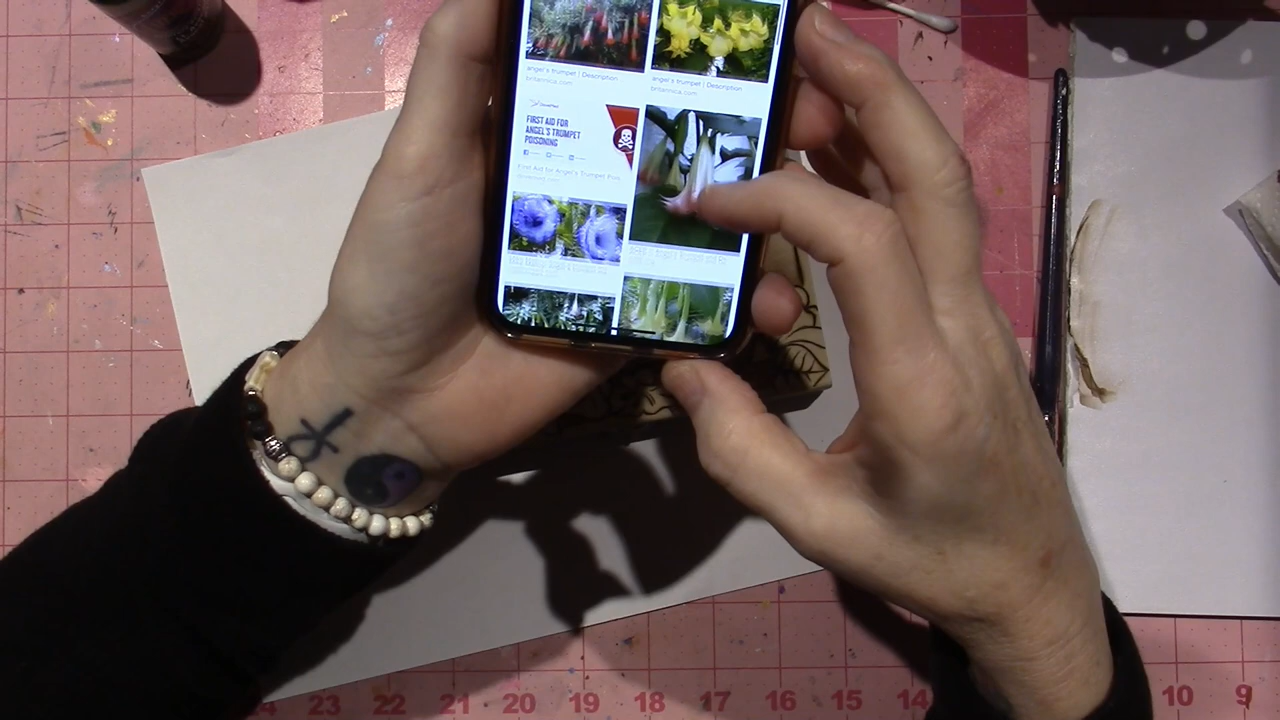 angel's trumpet | Description
britannica.com
angel's trumpet | Description
britannica.com
FIRST AID FOR
ANGEL'S TRUMPET
POISONING
First Aid for Angel's Trumpet Pois
24 23 22 21 20 19 18 17 16 15 14 10 9